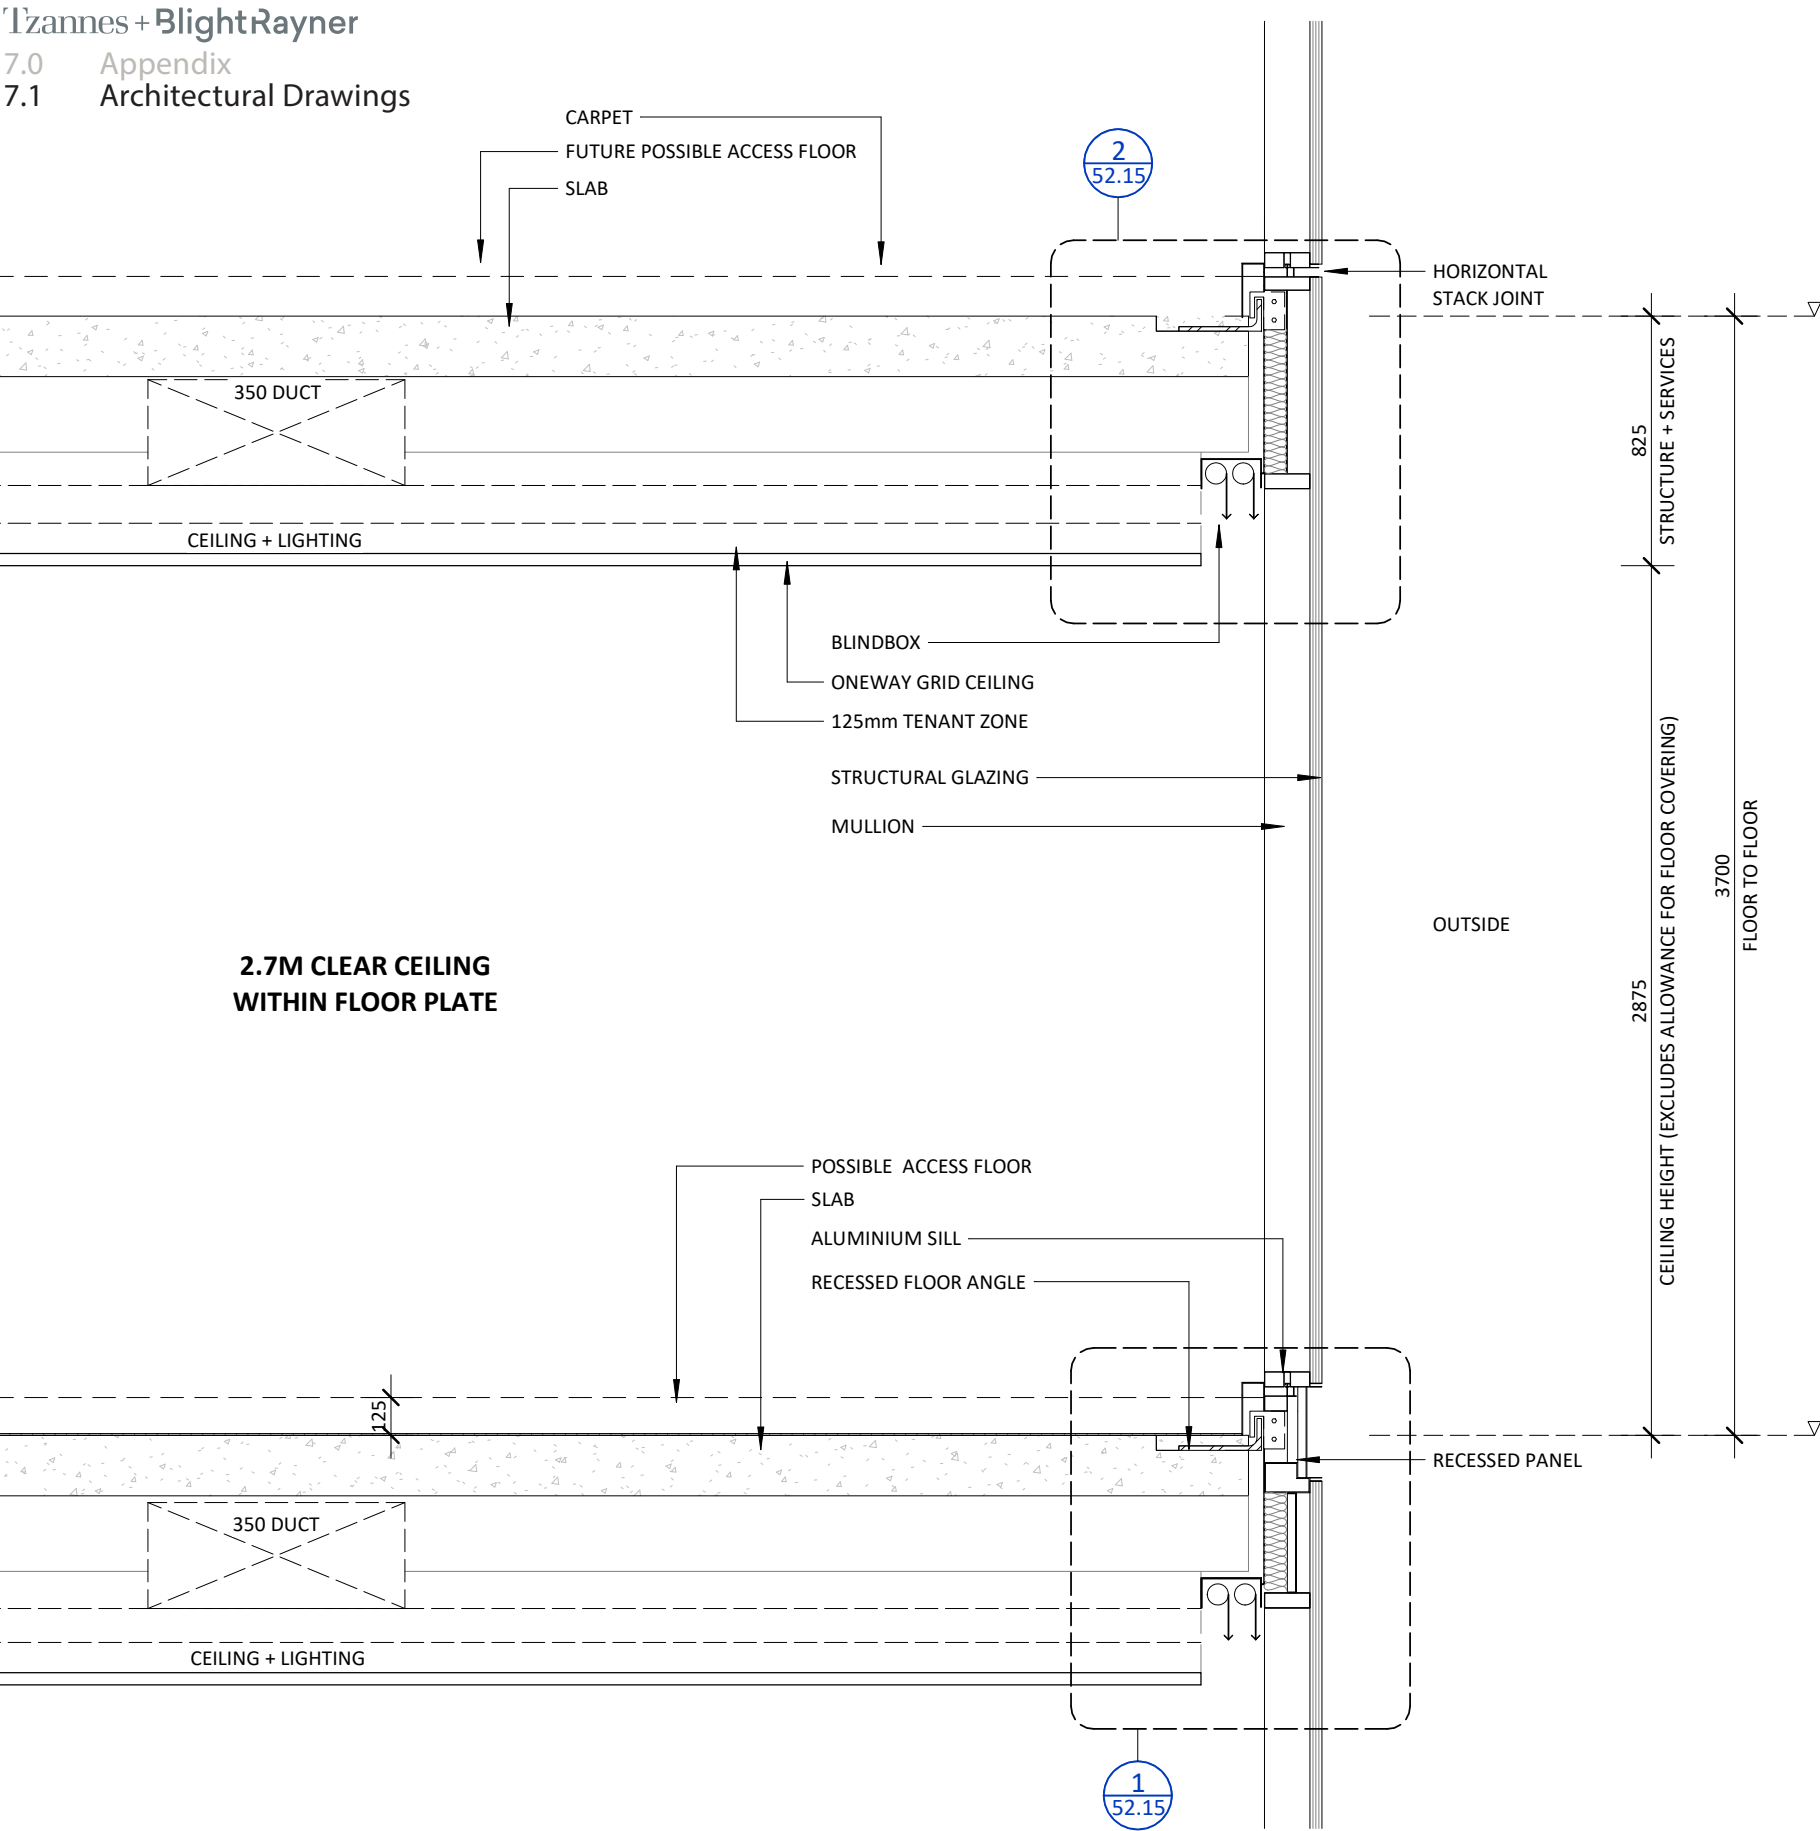 Tzannes + BlightRayner
7.0 Appendix
7.1 Architectural Drawings
CARPET
FUTURE POSSIBLE ACCESS FLOOR
SLAB
2
52.15
HORIZONTAL
STACK JOINT
350 DUCT
825
STRUCTURE + SERVICES
CEILING + LIGHTING
BLINDBOX
ONEWAY GRID CEILING
125mm TENANT ZONE
STRUCTURAL GLAZING
MULLION
OUTSIDE
2.7M CLEAR CEILING
WITHIN FLOOR PLATE
2875
CEILING HEIGHT (EXCLUDES ALLOWANCE FOR FLOOR COVERING)
3700
FLOOR TO FLOOR
POSSIBLE ACCESS FLOOR
SLAB
ALUMINIUM SILL
RECESSED FLOOR ANGLE
125
RECESSED PANEL
350 DUCT
CEILING + LIGHTING
1
52.15